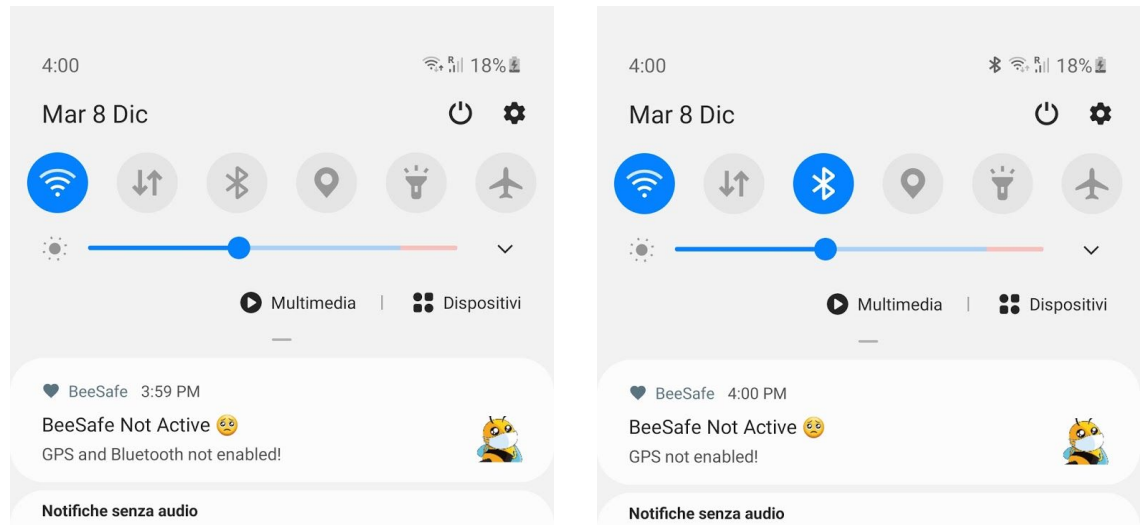 4:00 R 18%
Mar 8 Dic
Multimedia | Dispositivi
BeeSafe 3:59 PM
BeeSafe Not Active 🥺
GPS and Bluetooth not enabled!
Notifiche senza audio
4:00 R 18%
Mar 8 Dic
Multimedia | Dispositivi
BeeSafe 4:00 PM
BeeSafe Not Active 🥺
GPS not enabled!
Notifiche senza audio